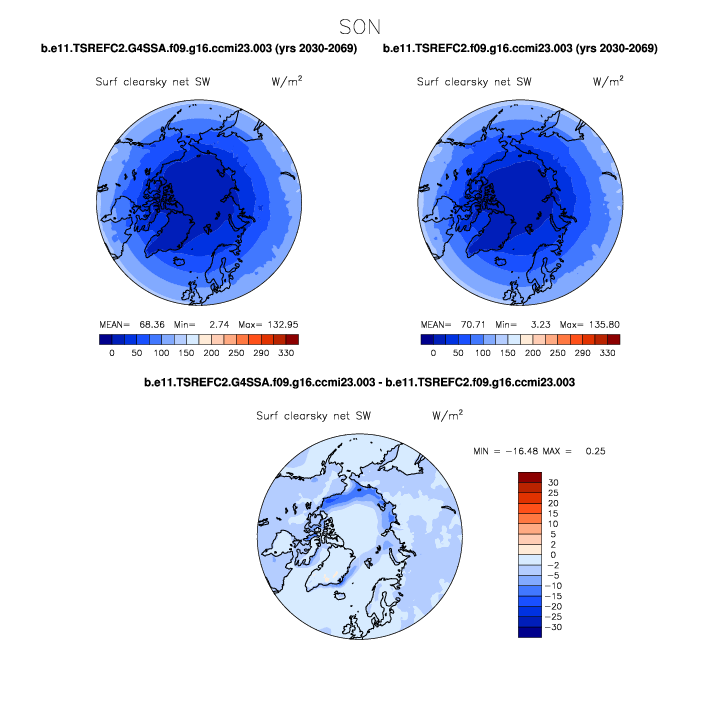 SON
b.e11.TSREFC2.G4SSA.f09.g16.ccmi23.003 (yrs 2030-2069) b.e11.TSREFC2.f09.g16.ccmi23.003 (yrs 2030-2069)
Surf clearsky net SW W/m² Surf clearsky net SW W/m²
MEAN= 68.36 Min= 2.74 Max= 132.95 MEAN= 70.71 Min= 3.23 Max= 135.80
0 50 100 150 200 250 290 330 0 50 100 150 200 250 290 330
b.e11.TSREFC2.G4SSA.f09.g16.ccmi23.003 - b.e11.TSREFC2.f09.g16.ccmi23.003
Surf clearsky net SW W/m²
MIN = −16.48 MAX = 0.25
30
25
20
15
10
5
2
0
−2
−5
−10
−15
−20
−25
−30